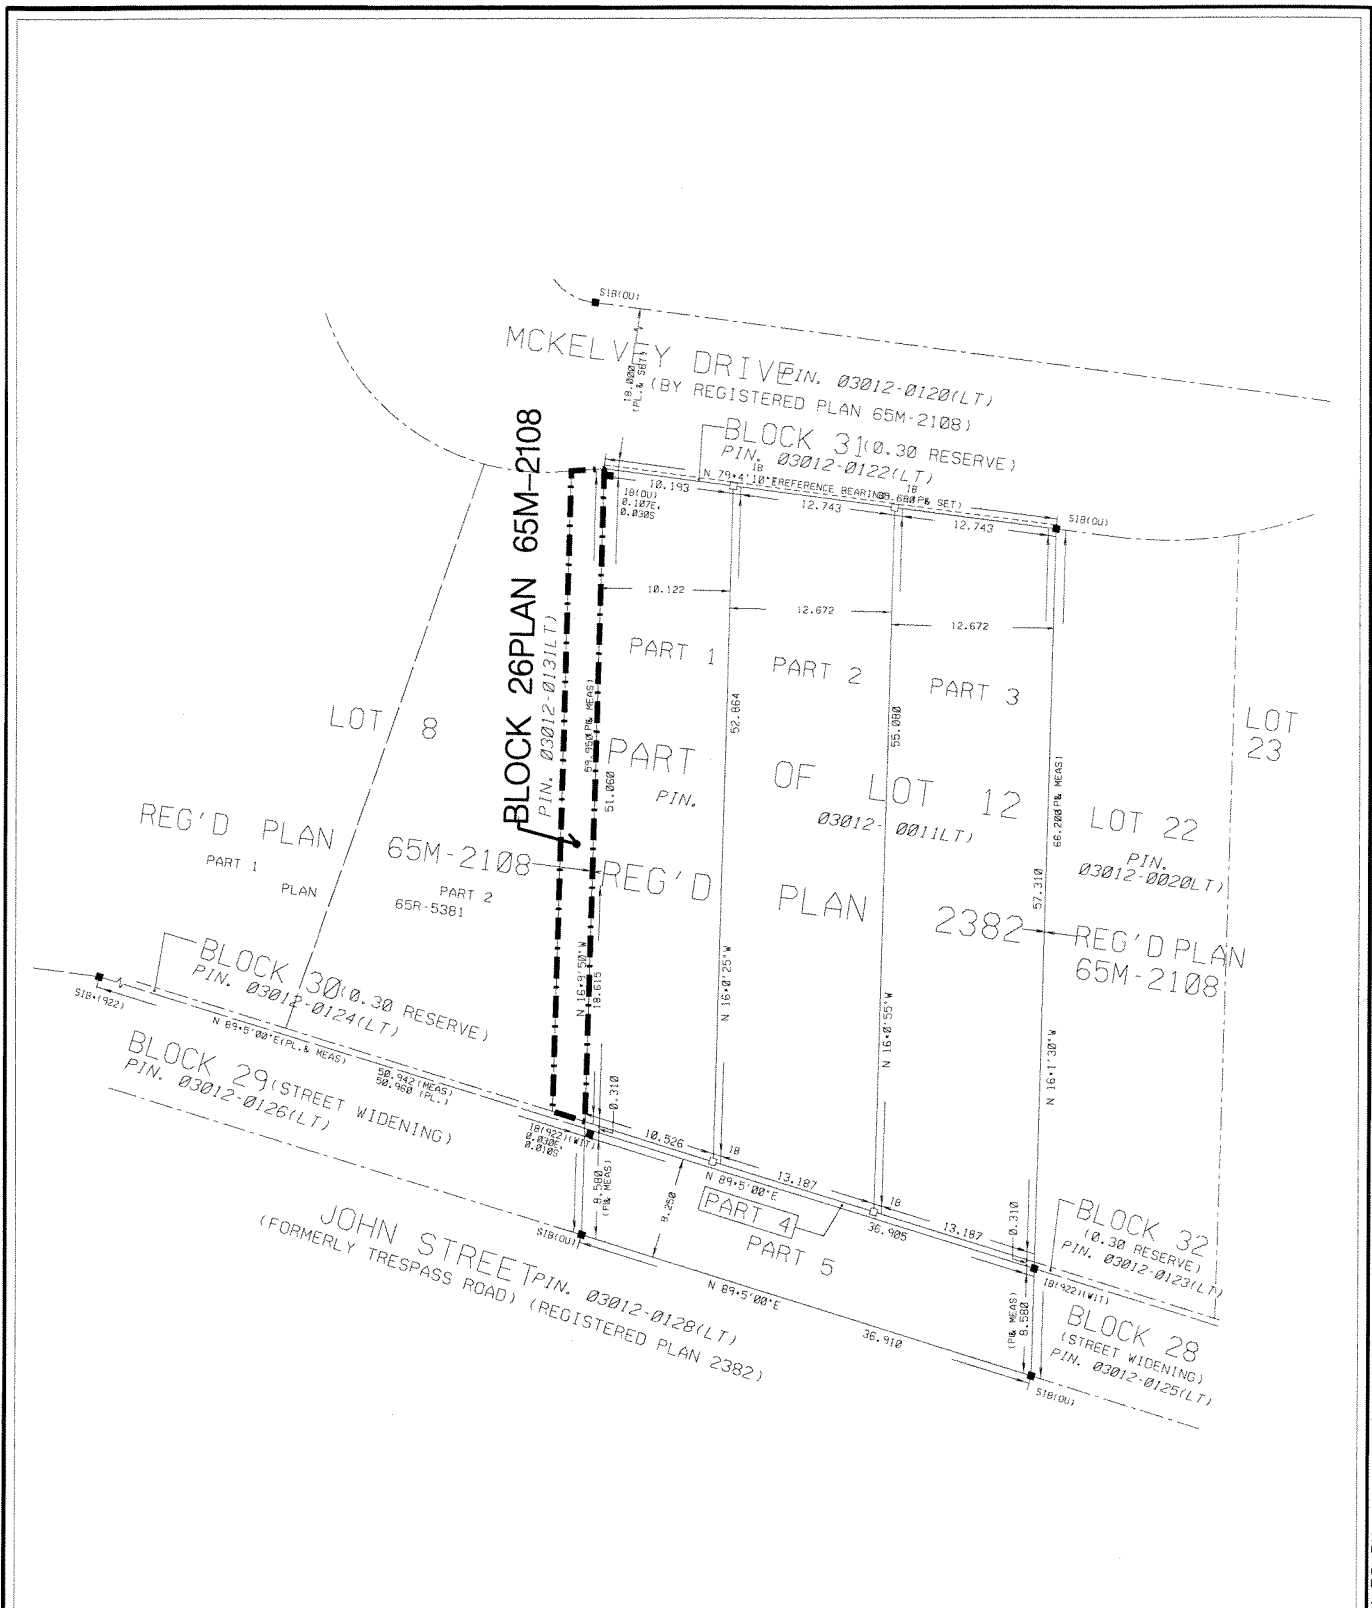 SIB(OU)
MCKELVEY DRIVE
PIN. 03012-0120(LT)
(BY REGISTERED PLAN 65M-2108)
18.000
(PL.& SET)
BLOCK 31(0.30 RESERVE)
PIN. 03012-0122(LT)
IB
N 79°4'10"E(REFERENCE BEARING)
IB
(P& SET)
SIB(OU)
10.193
12.743
12.743
IB(OU)
0.107E,
0.030S
BLOCK 26PLAN 65M-2108
PIN. 03012-0131LT)
10.122
12.672
12.672
PART 1
PART 2
PART 3
LOT 8
LOT
23
52.864
55.080
59.950(P& MEAS)
51.060
66.200(P& MEAS)
57.310
PART OF LOT 12
PIN. 03012-0011LT)
LOT 22
PIN.
03012-0020LT)
REG'D PLAN
65M-2108
PART 1
PLAN
PART 2
65R-5381
REG'D PLAN 2382
REG'D PLAN
65M-2108
N 16°9'50"W
18.615
N 16°0'25"W
N 16°0'55"W
N 16°1'30"W
BLOCK 30(0.30 RESERVE)
PIN. 03012-0124(LT)
SIB(922)
N 89°5'00"E(PL.& MEAS)
50.942(MEAS)
50.960 (PL.)
BLOCK 29(STREET WIDENING)
PIN. 03012-0126(LT)
0.310
IB(922)(WIT)
0.030E,
0.010S
10.526
IB
13.187
IB
13.187
0.310
N 89°5'00"E
36.905
8.580
(P& MEAS)
8.250
PART 4
PART 5
BLOCK 32
(0.30 RESERVE)
PIN. 03012-0123(LT)
IB(922)(WIT)
(P& MEAS)
8.580
BLOCK 28
(STREET WIDENING)
PIN. 03012-0125(LT)
SIB(OU)
JOHN STREET
PIN. 03012-0128(LT)
(FORMERLY TRESPASS ROAD) (REGISTERED PLAN 2382)
N 89°5'00"E
36.910
SIB(OU)